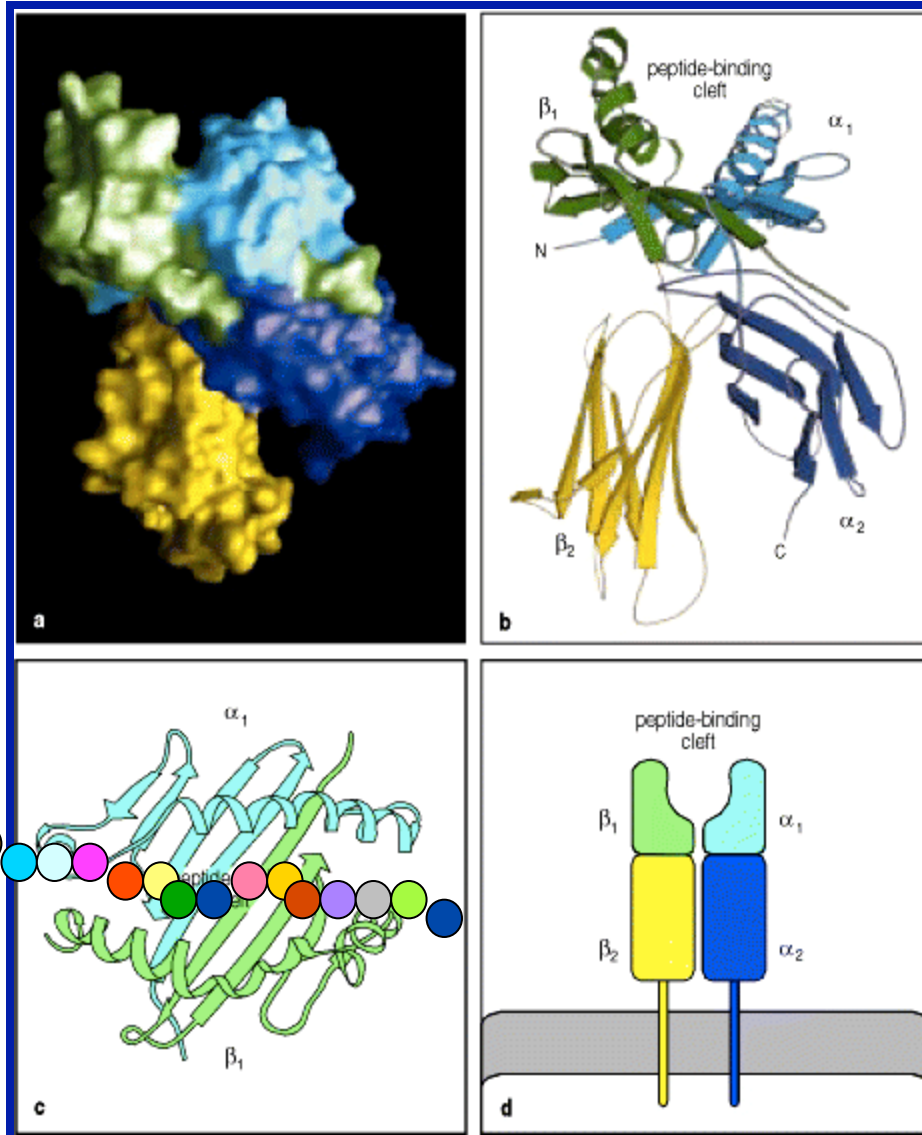 a
peptide-binding
cleft
β1
α1
N
β2
α2
C
b
α1
β1
c
peptide-binding
cleft
β1
α1
β2
α2
d